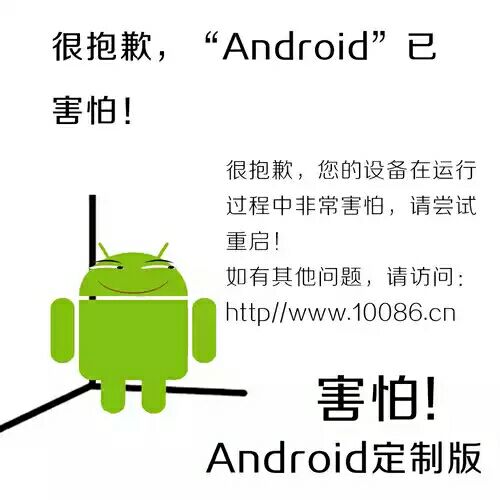 很抱歉，“Android”已
害怕！
很抱歉，您的设备在运行
过程中非常害怕，请尝试
重启！
如有其他问题，请访问：
http//www.10086.cn
害怕！
Android定制版